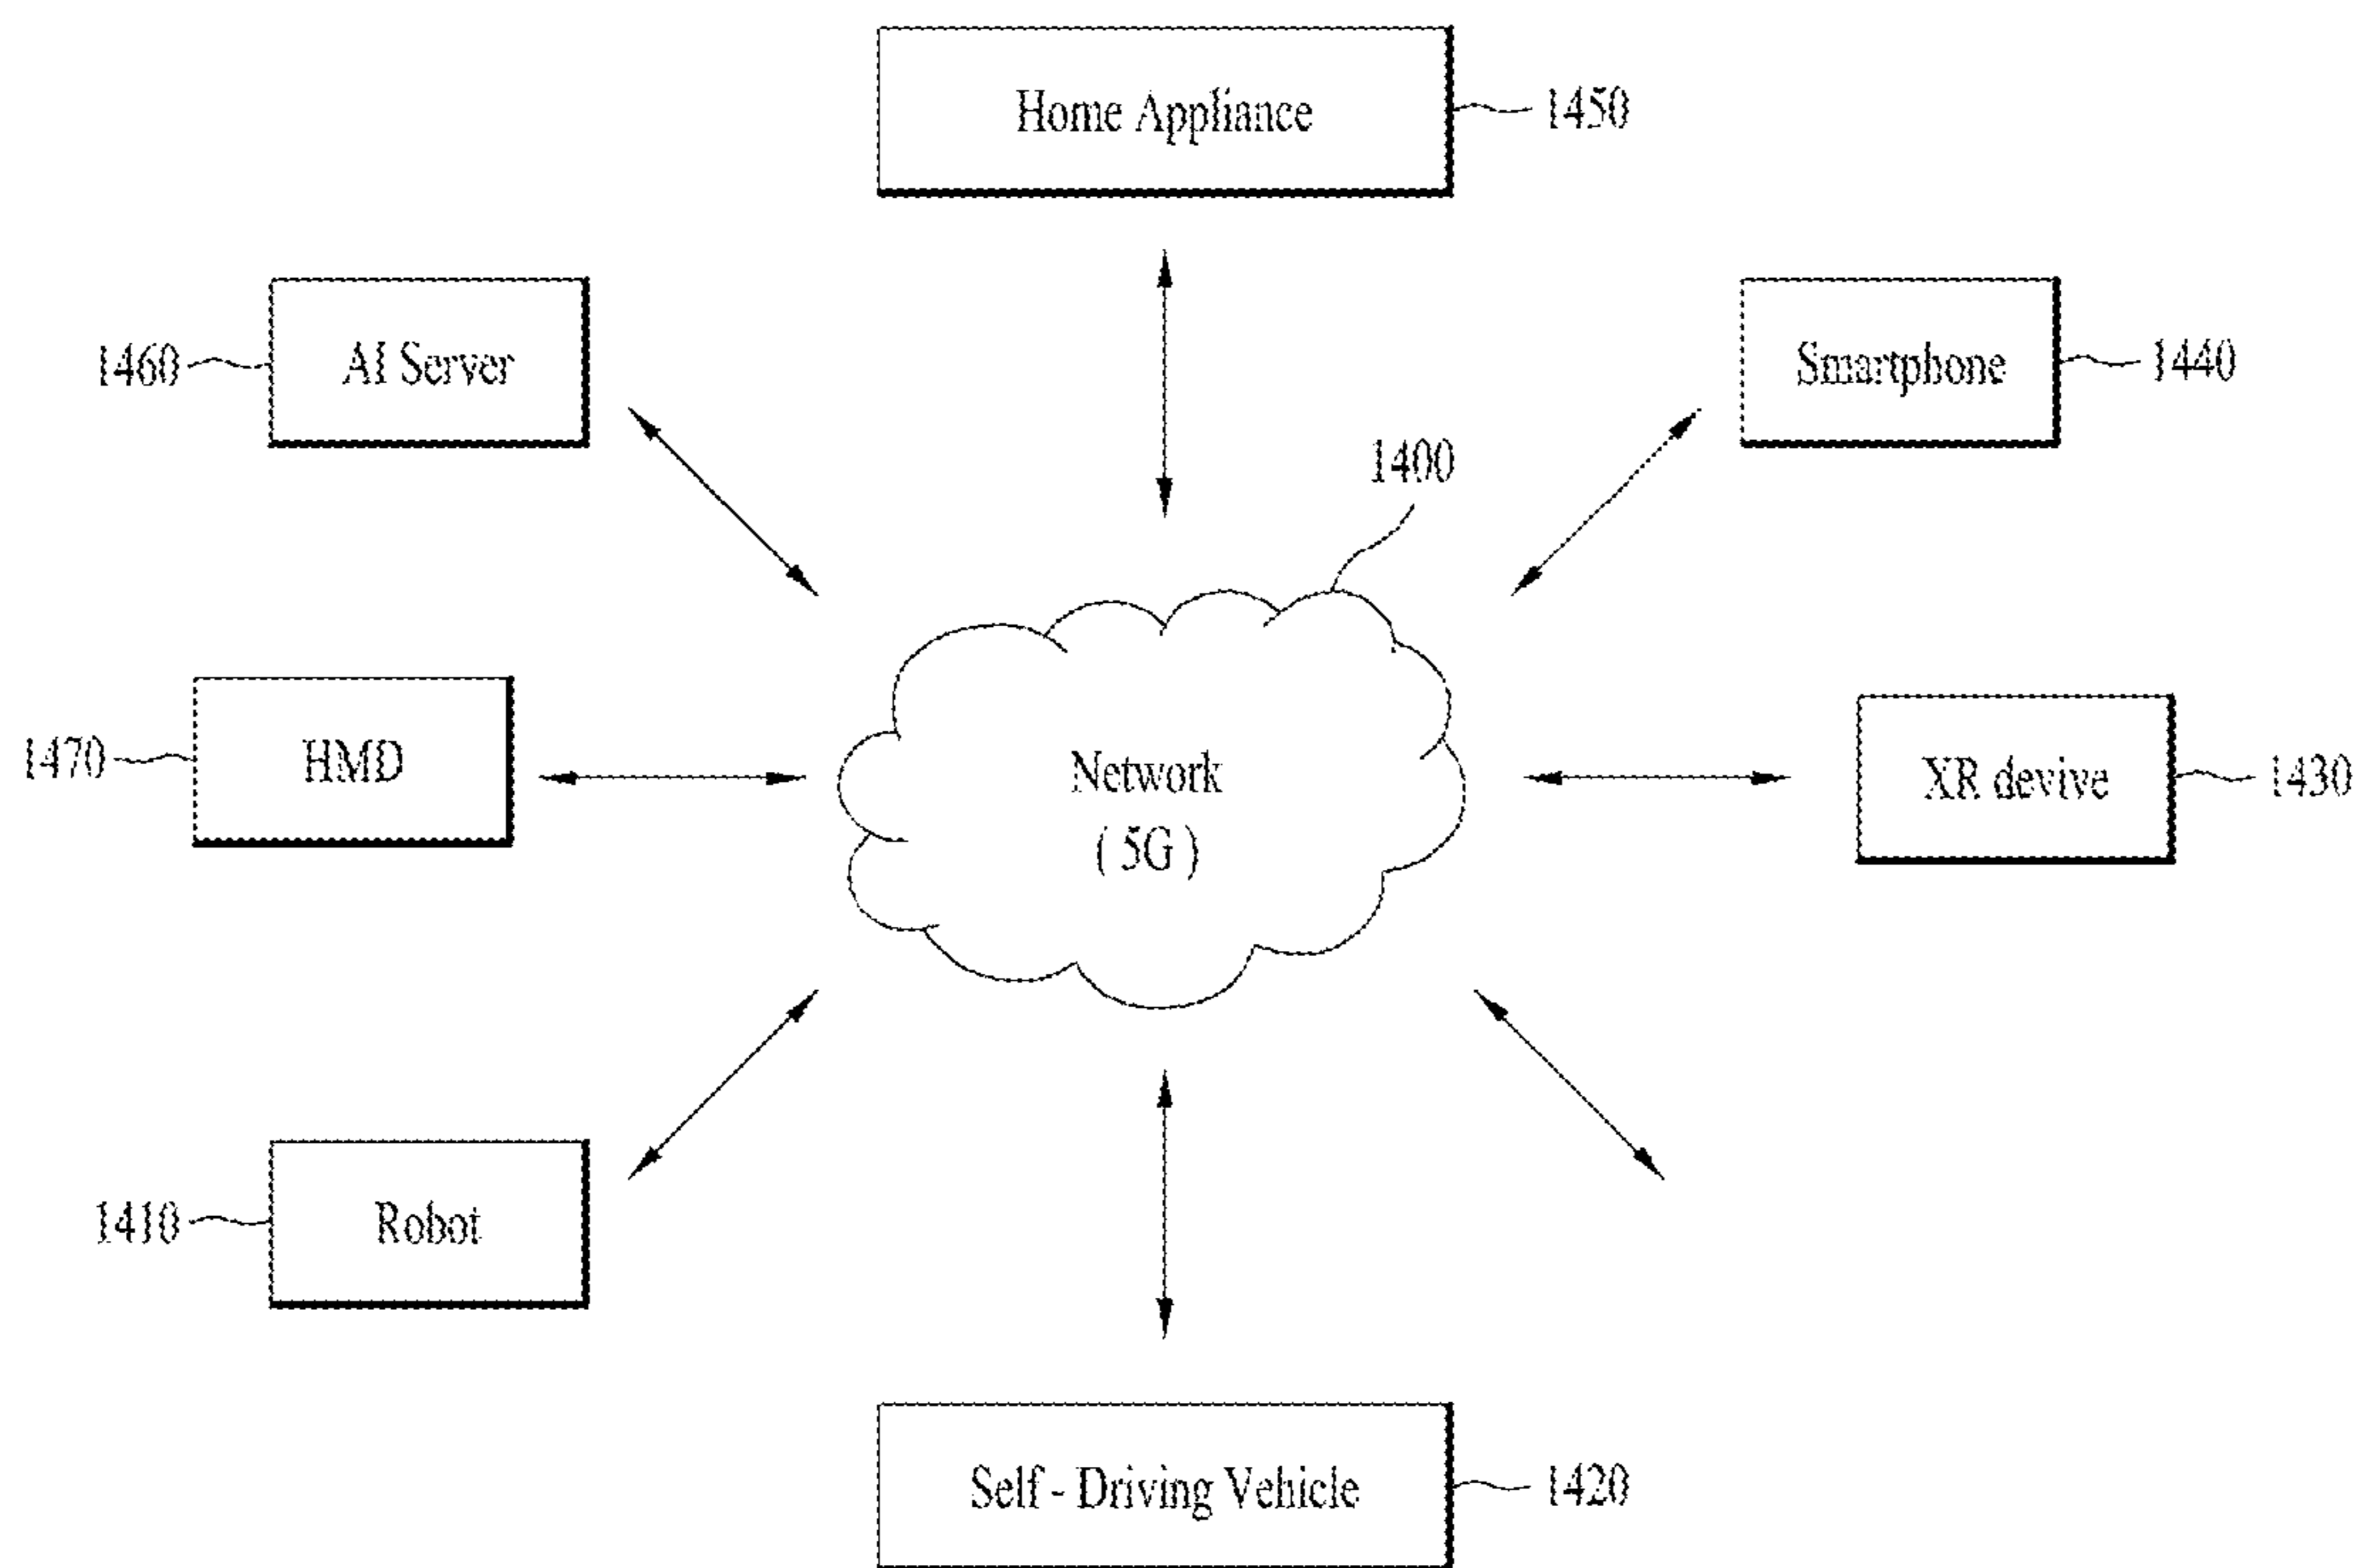 Home Appliance
1450
1460
AI Server
Smartphone
1440
1400
1470
HMD
Network
( 5G )
XR devive
1430
1410
Robot
Self - Driving Vehicle
1420